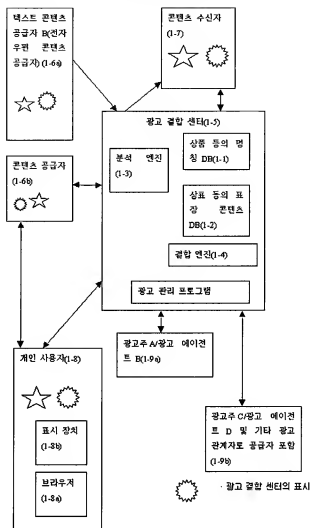 텍스트 콘텐츠
공급자 B(전자
우편 콘텐츠
공급자) (1-6a)
콘텐츠 수신자
(1-7)
광고 결합 센터(1-5)
분석 엔진
(1-3)
상품 등의 명
칭 DB(1-1)
상표 등의 표
장 콘텐츠
DB(1-2)
결합 엔진(1-4)
광고 관리 프로그램
콘텐츠 공급자
(1-6b)
개인 사용자(1-8)
표시 장치
(1-8b)
브라우저
(1-8a)
광고주 A/광고 에이전
트 B(1-9a)
광고주 C/광고 에이전
트 D 및 기타 광고
관계자로 공급자 포함
(1-9b)
· 광고 결합 센터의 표시